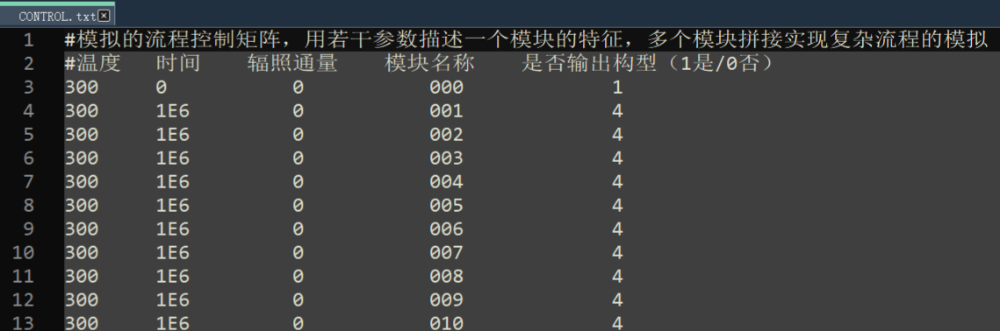 CONTROL.txt
1 #模拟的流程控制矩阵，用若干参数描述一个模块的特征，多个模块拼接实现复杂流程的模拟
2 #温度 时间 辐照通量 模块名称 是否输出构型（1是/0否）
3 300 0 0 000 1
4 300 1E6 0 001 4
5 300 1E6 0 002 4
6 300 1E6 0 003 4
7 300 1E6 0 004 4
8 300 1E6 0 005 4
9 300 1E6 0 006 4
10 300 1E6 0 007 4
11 300 1E6 0 008 4
12 300 1E6 0 009 4
13 300 1E6 0 010 4